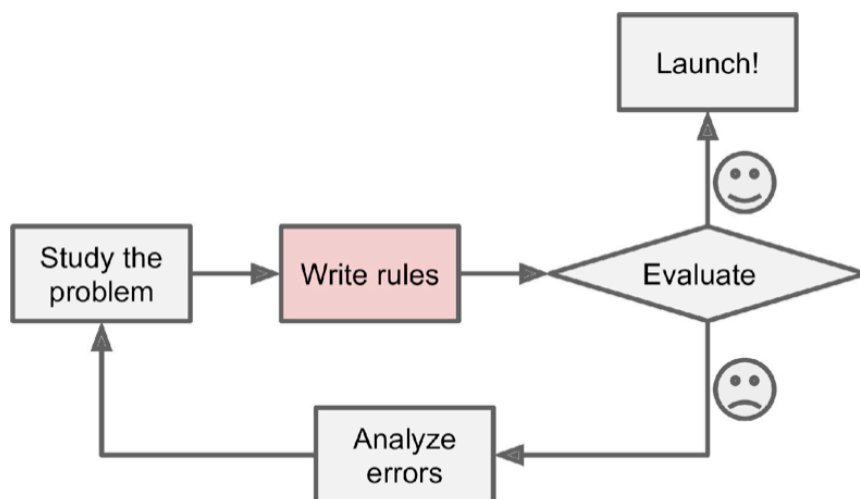 Launch!
Study the
problem
Write rules
Evaluate
Analyze
errors